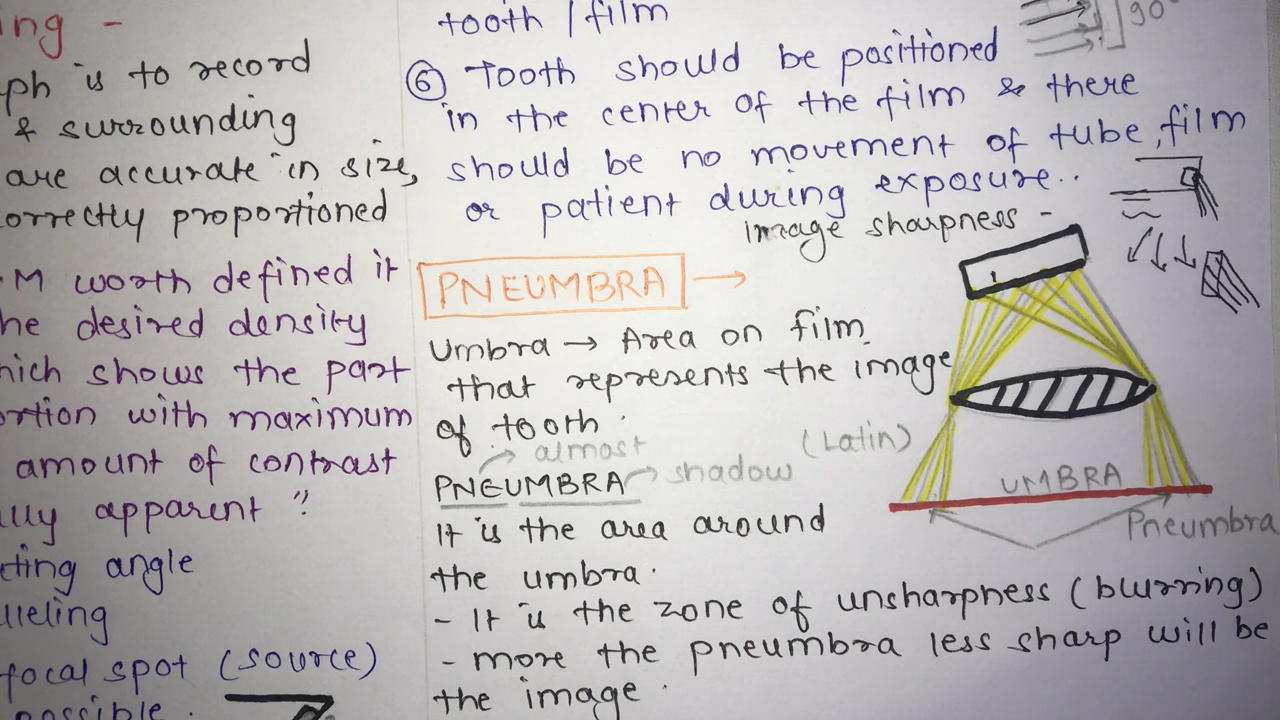 ing -
ph is to record
& surrounding
are accurate in size,
orrectly proportioned
M worth defined it
he desired density
hich shows the part
ortion with maximum
amount of contrast
lly apparent "
cting angle
lleling
focal spot (source)
possible.
tooth / film
90°
⑥ Tooth should be positioned
in the center of the film & there
should be no movement of tube, film
or patient during exposure..
image sharpness -
PNEUMBRA →
Umbra → Area on film
that represents the image
of tooth.
almost
(Latin)
PNEUMBRA → shadow
It is the area around
the umbra.
- It is the zone of unsharpness (blurring)
- more the pneumbra less sharp will be
the image.
UMBRA
Pneumbra